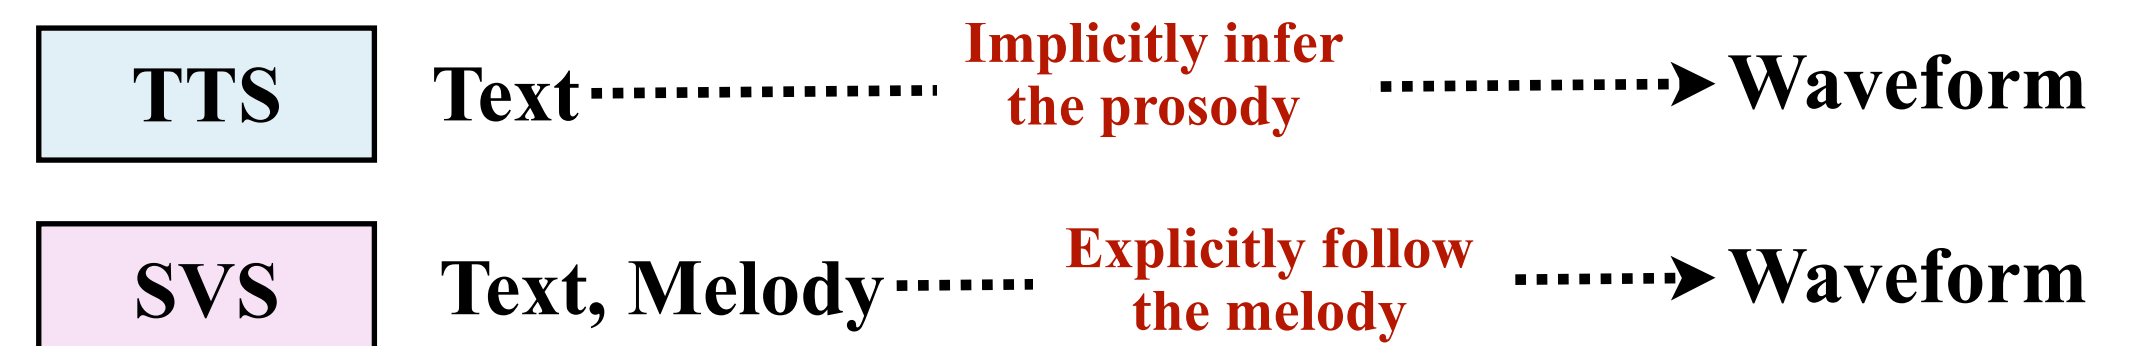 TTS Text Implicitly infer the prosody Waveform
SVS Text, Melody Explicitly follow the melody Waveform